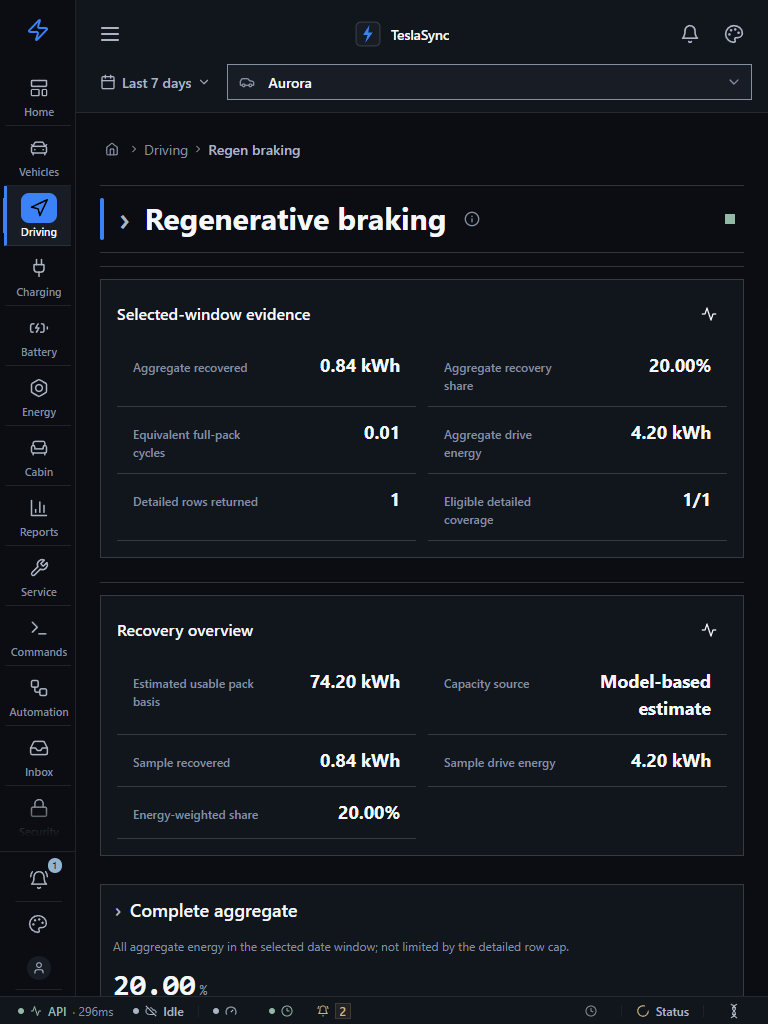 TeslaSync
Last 7 days
Aurora
Home
Vehicles
Driving
Charging
Battery
Energy
Cabin
Reports
Service
Commands
Automation
Inbox
Security
1
Driving › Regen braking
› Regenerative braking
Selected-window evidence
Aggregate recovered 0.84 kWh
Aggregate recovery share 20.00%
Equivalent full-pack cycles 0.01
Aggregate drive energy 4.20 kWh
Detailed rows returned 1
Eligible detailed coverage 1/1
Recovery overview
Estimated usable pack basis 74.20 kWh
Capacity source Model-based estimate
Sample recovered 0.84 kWh
Sample drive energy 4.20 kWh
Energy-weighted share 20.00%
› Complete aggregate
All aggregate energy in the selected date window; not limited by the detailed row cap.
20.00 %
API · 296ms Idle 2 Status